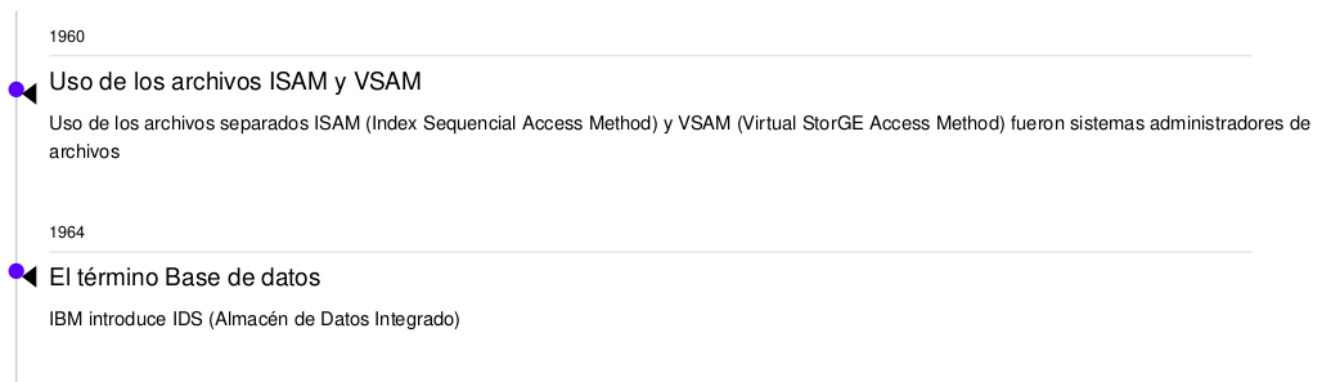 1960
Uso de los archivos ISAM y VSAM
Uso de los archivos separados ISAM (Index Sequencial Access Method) y VSAM (Virtual StorGE Access Method) fueron sistemas administradores de
archivos
1964
El término Base de datos
IBM introduce IDS (Almacén de Datos Integrado)